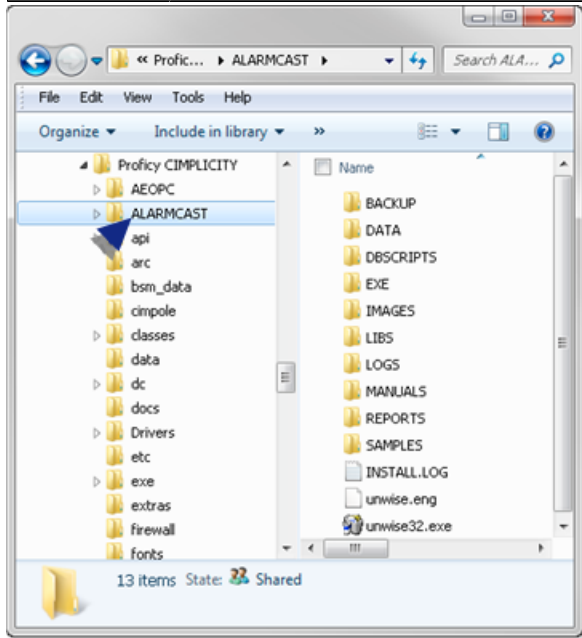 « Profic... ▸ ALARMCAST ▸ Search ALA...
File Edit View Tools Help
Organize Include in library »
Proficy CIMPLICITY
AEOPC
ALARMCAST
api
arc
bsm_data
cimpole
classes
data
dc
docs
Drivers
etc
exe
extras
firewall
fonts
Name
BACKUP
DATA
DBSCRIPTS
EXE
IMAGES
LIBS
LOGS
MANUALS
REPORTS
SAMPLES
INSTALL.LOG
unwise.eng
unwise32.exe
13 items State: Shared